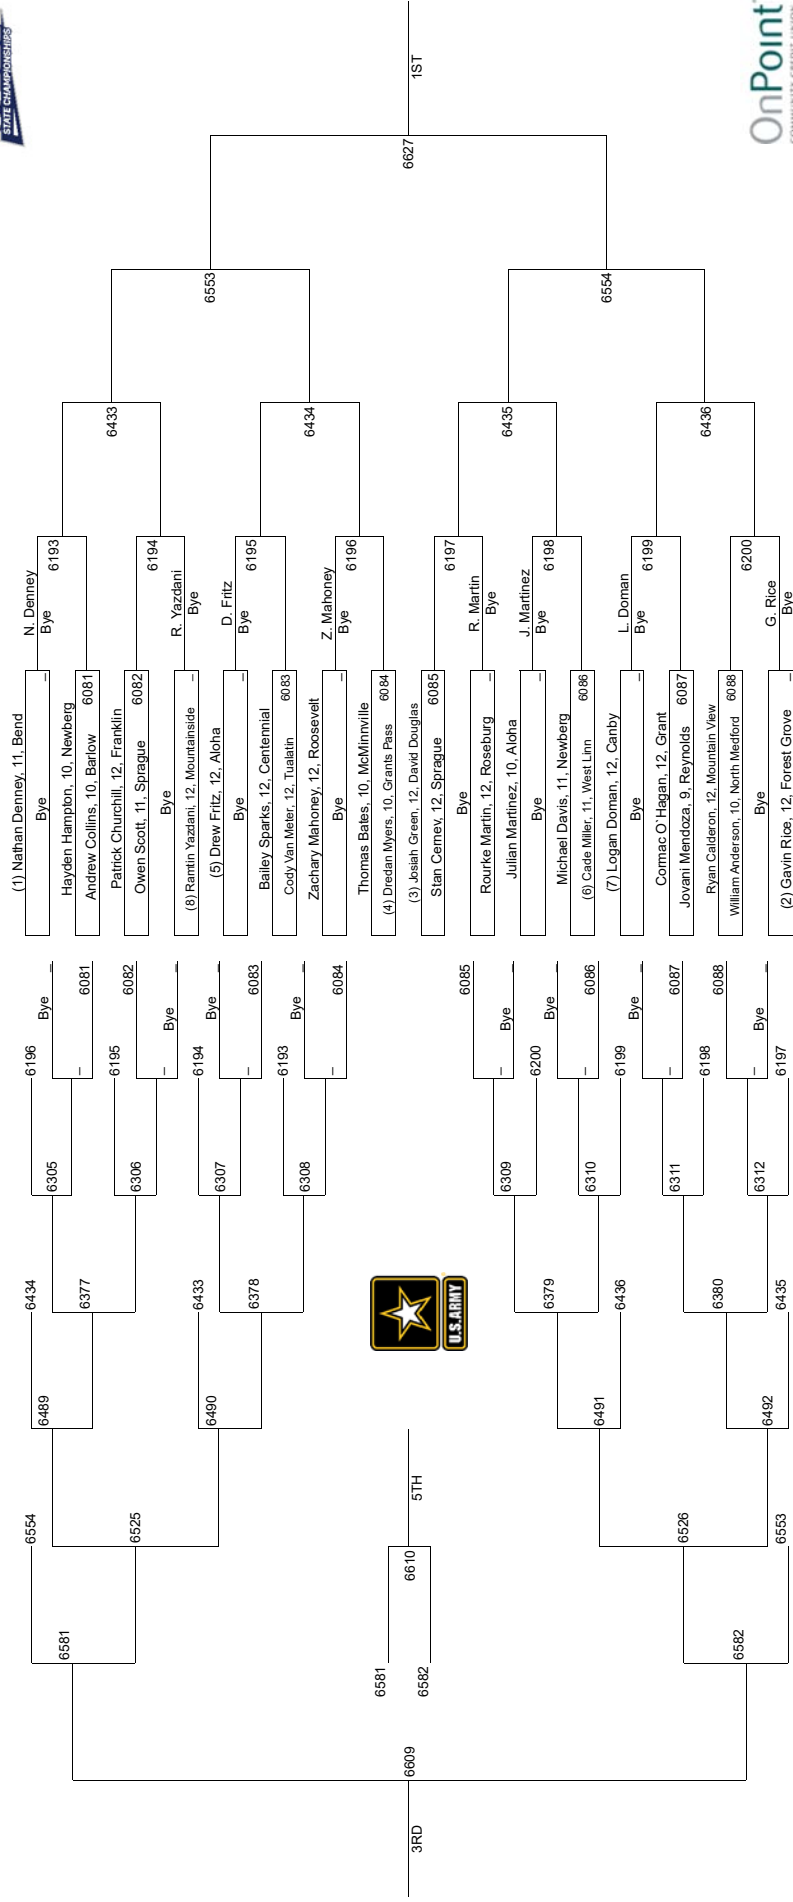 STATE CHAMPIONSHIPS
OnPoint
COMMUNITY CREDIT UNION
1ST
6627
6553
6554
6433
6434
6435
6436
N. Denney
Bye
6193
6194
R. Yazdani
Bye
D. Fritz
Bye
6195
Z. Mahoney
Bye
6196
6197
R. Martin
Bye
J. Martinez
Bye
6198
L. Doman
Bye
6199
6200
G. Rice
Bye
(1) Nathan Denney, 11, Bend
Bye –
Hayden Hampton, 10, Newberg
Andrew Collins, 10, Barlow 6081
Patrick Churchill, 12, Franklin
Owen Scott, 11, Sprague 6082
Bye
(8) Ramtin Yazdani, 12, Mountainside –
(5) Drew Fritz, 12, Aloha
Bye –
Bailey Sparks, 12, Centennial
Cody Van Meter, 12, Tualatin 6083
Zachary Mahoney, 12, Roosevelt
Bye –
Thomas Bates, 10, McMinnville
(4) Dredan Myers, 10, Grants Pass 6084
(3) Josiah Green, 12, David Douglas
Stan Cernev, 12, Sprague 6085
Bye
Rourke Martin, 12, Roseburg –
Julian Martinez, 10, Aloha
Bye –
Michael Davis, 11, Newberg
(6) Cade Miller, 11, West Linn 6086
(7) Logan Doman, 12, Canby
Bye –
Cormac O`Hagan, 12, Grant
Jovani Mendoza, 9, Reynolds 6087
Ryan Calderon, 12, Mountain View
William Anderson, 10, North Medford 6088
Bye
(2) Gavin Rice, 12, Forest Grove –
Bye –
6081
6082
Bye –
Bye –
6083
Bye –
6084
6085
Bye –
Bye –
6086
Bye –
6087
6088
Bye –
6196
–
6195
–
6194
–
6193
–
–
6200
–
6199
–
6198
–
6197
6305
6306
6307
6308
6309
6310
6311
6312
6434
6377
6433
6378
6379
6436
6380
6435
U.S.ARMY
6489
6490
6491
6492
5TH
6554
6525
6610
6526
6553
6581
6581
6582
6582
6609
3RD